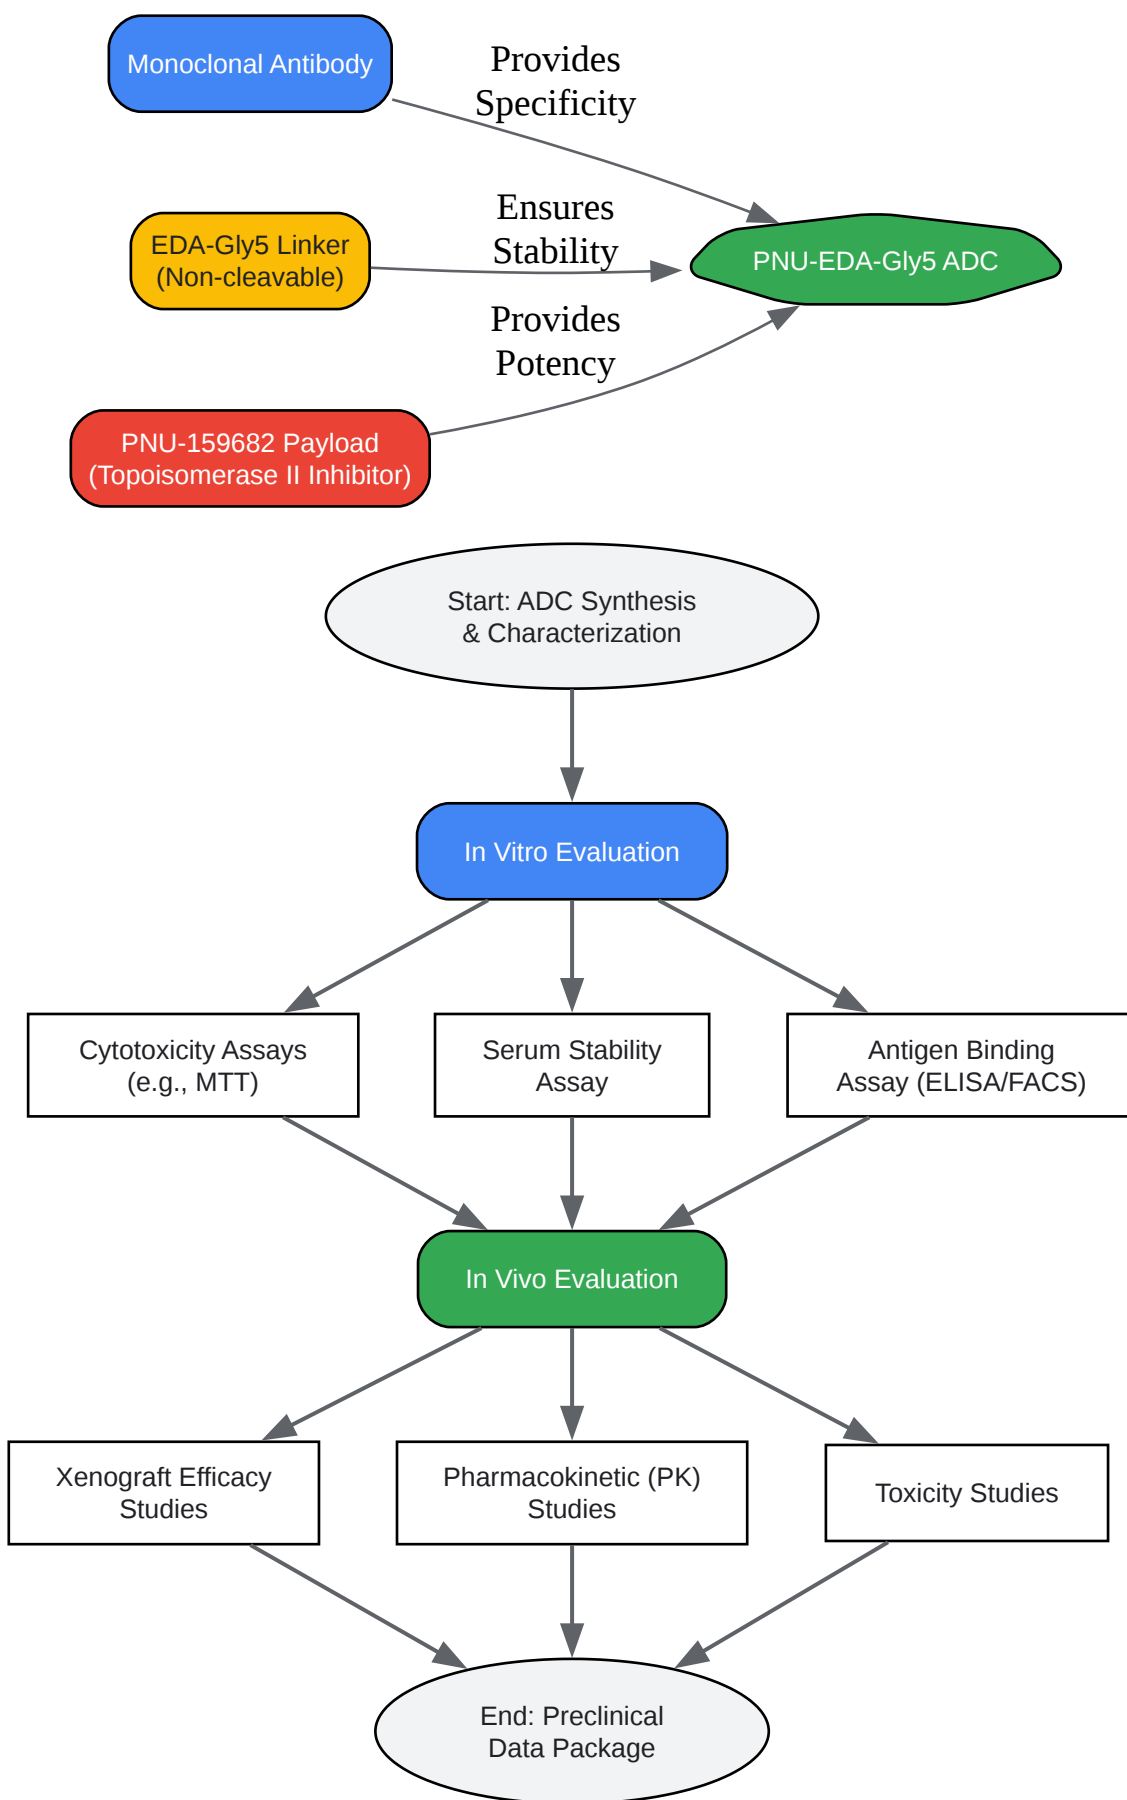 Monoclonal Antibody
Provides
Specificity
EDA-Gly5 Linker
(Non-cleavable)
Ensures
Stability
PNU-EDA-Gly5 ADC
Provides
Potency
PNU-159682 Payload
(Topoisomerase II Inhibitor)
Start: ADC Synthesis
& Characterization
In Vitro Evaluation
Cytotoxicity Assays
(e.g., MTT)
Serum Stability
Assay
Antigen Binding
Assay (ELISA/FACS)
In Vivo Evaluation
Xenograft Efficacy
Studies
Pharmacokinetic (PK)
Studies
Toxicity Studies
End: Preclinical
Data Package